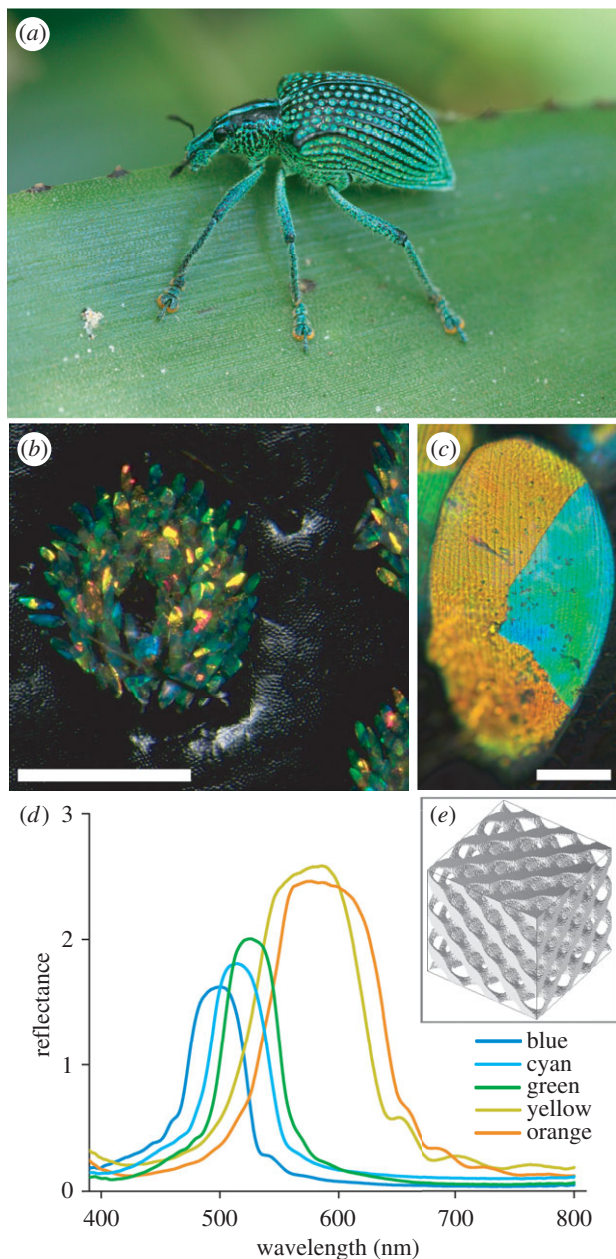 (a)
(b)
(c)
(d)
(e)
3
2
1
0
reflectance
400 500 600 700 800
wavelength (nm)
blue
cyan
green
yellow
orange